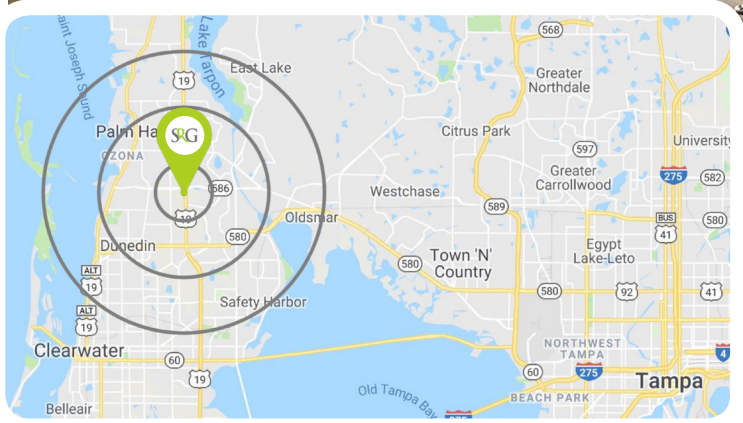 568
Saint Joseph Sound
Lake Tarpon
East Lake
19
Greater
Northdale
Palm Ha
SRG
Citrus Park
University
OZONA
597
275
582
586
Westchase
Greater
Carrollwood
589
19
Oldsmar
BUS
41
580
580
Dunedin
Town 'N'
Country
580
Egypt
Lake-Leto
ALT
19
580
92
41
Safety Harbor
ALT
19
Clearwater
60
NORTHWEST
TAMPA
4
60
275
19
Tampa
Old Tampa Bay
BEACH PARK
Belleair
275